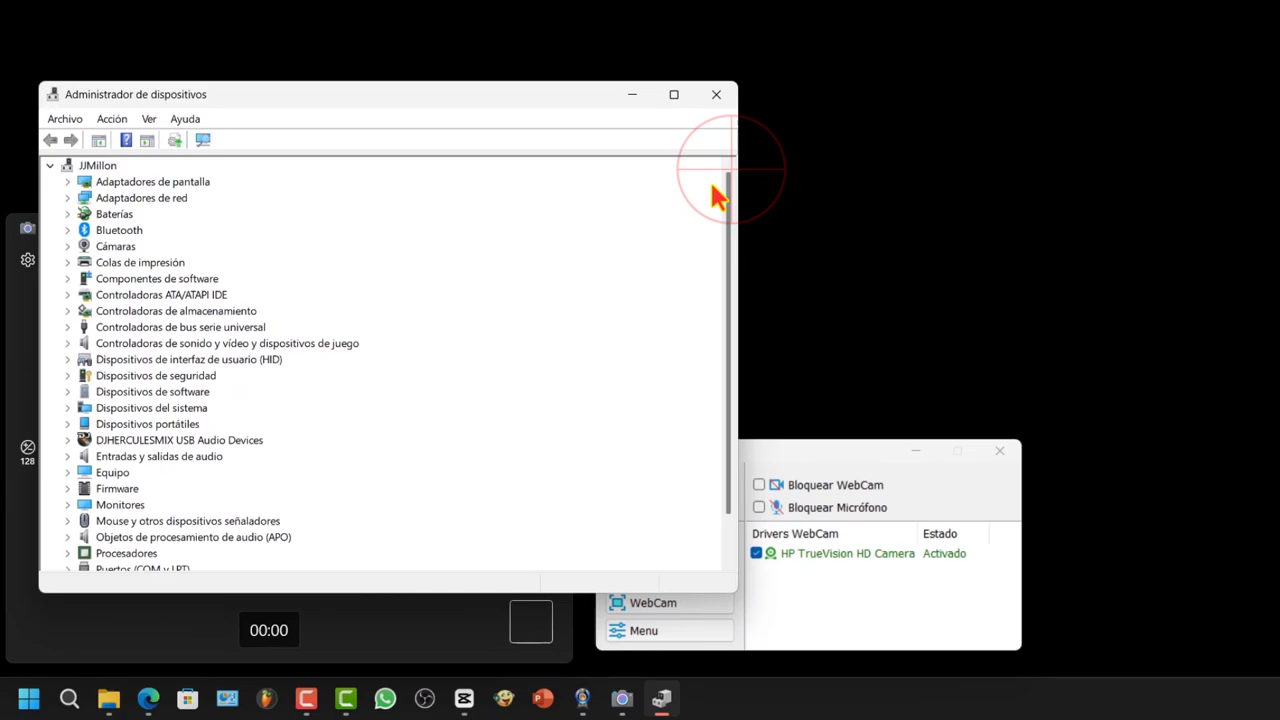 Administrador de dispositivos
Archivo Acción Ver Ayuda
JJMillon
Adaptadores de pantalla
Adaptadores de red
Baterías
Bluetooth
Cámaras
Colas de impresión
Componentes de software
Controladoras ATA/ATAPI IDE
Controladoras de almacenamiento
Controladoras de bus serie universal
Controladoras de sonido y vídeo y dispositivos de juego
Dispositivos de interfaz de usuario (HID)
Dispositivos de seguridad
Dispositivos de software
Dispositivos del sistema
Dispositivos portátiles
DJHERCULESMIX USB Audio Devices
Entradas y salidas de audio
Equipo
Firmware
Monitores
Mouse y otros dispositivos señaladores
Objetos de procesamiento de audio (APO)
Procesadores
Puertos (COM y LPT)
128
00:00
Bloquear WebCam
Bloquear Micrófono
Drivers WebCam Estado
HP TrueVision HD Camera Activado
WebCam
Menu